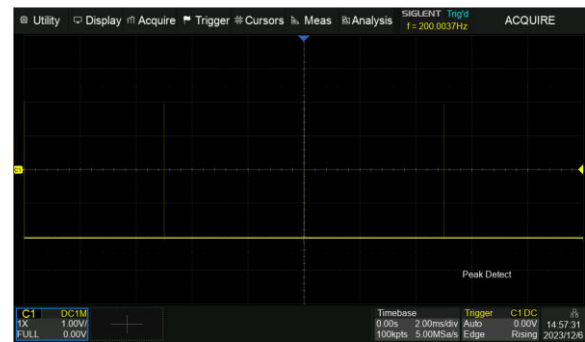 Utility Display Acquire Trigger Cursors Meas Analysis SIGLENT Trig'd ACQUIRE
f = 200.0037Hz
C1
Peak Detect
C1 DC1M
1X 1.00V/
FULL 0.00V
Timebase
0.00s 2.00ms/div
100kpts 5.00MSa/s
Trigger C1 DC
Auto 0.00V
Edge Rising
14:57:31
2023/12/6